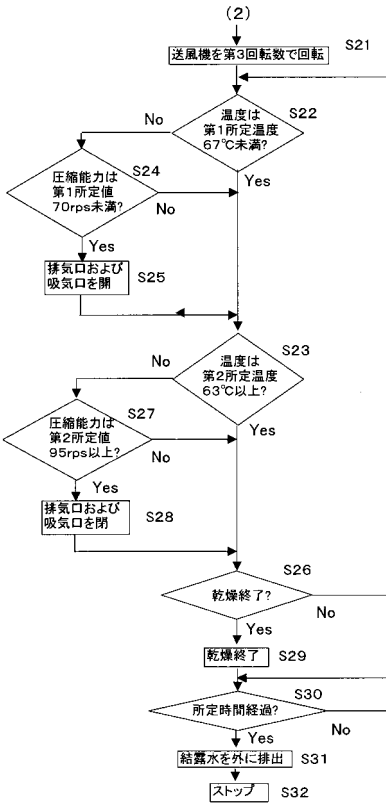 (2)
送風機を第3回転数で回転
S21
温度は
第1所定温度
67℃未満?
S22
No
Yes
圧縮能力は
第1所定値
70rps未満?
S24
No
Yes
排気口および
吸気口を開
S25
温度は
第2所定温度
63℃以上?
S23
No
Yes
圧縮能力は
第2所定値
95rps以上?
S27
No
Yes
排気口および
吸気口を閉
S28
乾燥終了?
S26
No
Yes
乾燥終了
S29
所定時間経過?
S30
No
Yes
結露水を外に排出
S31
ストップ
S32